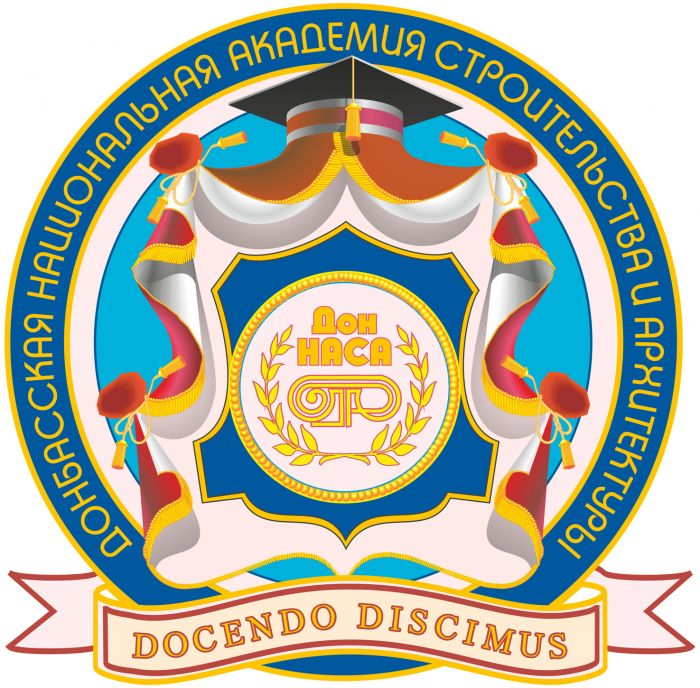 ДОНБАССКАЯ НАЦИОНАЛЬНАЯ АКАДЕМИЯ СТРОИТЕЛЬСТВА И АРХИТЕКТУРЫ
Дон
НАСА
DOCENDO DISCIMUS